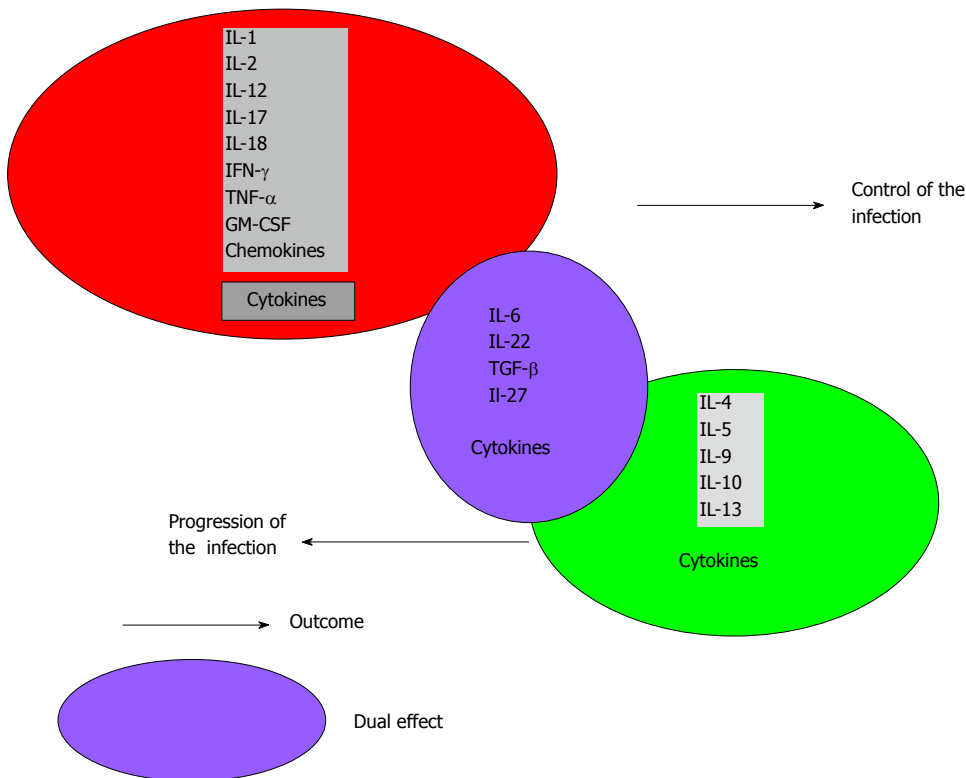 IL-1
IL-2
IL-12
IL-17
IL-18
IFN-γ
TNF-α
GM-CSF
Chemokines
Cytokines
Control of the
infection
IL-6
IL-22
TGF-β
Il-27
Cytokines
IL-4
IL-5
IL-9
IL-10
IL-13
Cytokines
Progression of
the infection
Outcome
Dual effect